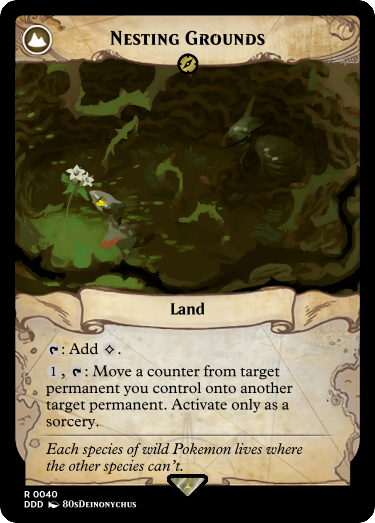 Nesting Grounds
Land
: Add .
1, : Move a counter from target
permanent you control onto another
target permanent. Activate only as a
sorcery.
Each species of wild Pokemon lives where
the other species can't.
R 0040
DDD 80sDeinonychus